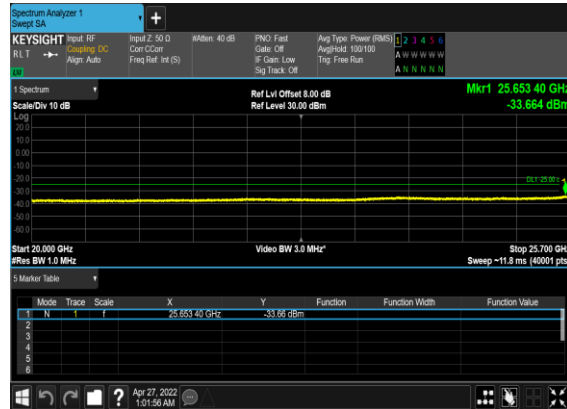 Spectrum Analyzer 1
Swept SA
KEYSIGHT Input: RF Input Z: 50 Ω #Atten: 40 dB PNO: Fast Avg Type: Power (RMS) 1 2 3 4 5 6
RLT Coupling: DC Corr CCorr Gate: Off Avg|Hold: 100/100 A W W W W W
Align: Auto Freq Ref: Int (S) IF Gain: Low Trig: Free Run
Sig Track: Off A N N N N N
1 Spectrum Ref Lvl Offset 8.00 dB Mkr1 25.653 40 GHz
Scale/Div 10 dB Ref Level 30.00 dBm -33.664 dBm
Log
20.0
10.0
0.00
-10.0
-20.0 DL1 -25.00
-30.0
-40.0
-50.0
-60.0
Start 20.000 GHz Video BW 3.0 MHz* Stop 25.700 GHz
#Res BW 1.0 MHz Sweep ~11.8 ms (40001 pts
5 Marker Table
Mode Trace Scale X Y Function Function Width Function Value
1 N 1 f 25.653 40 GHz -33.66 dBm
2
3
4
5
6
? Apr 27, 2022
1:01:56 AM